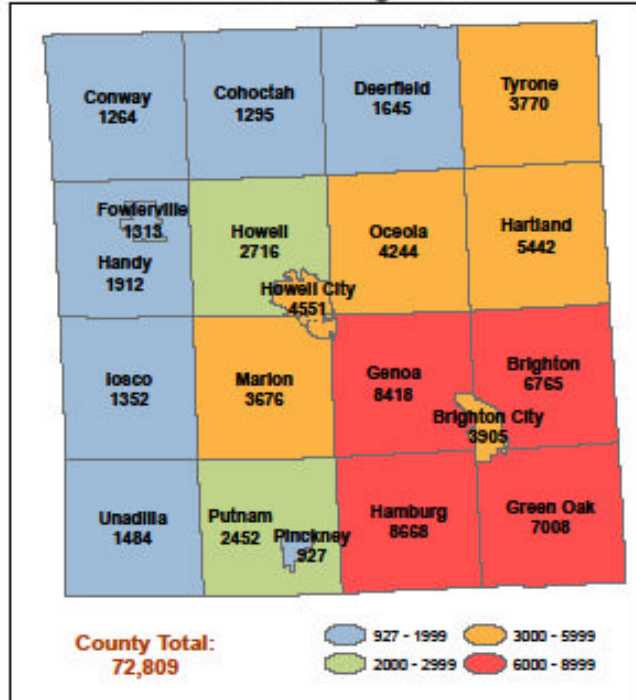 Conway
1264
Cohoctah
1295
Deerfield
1645
Tyrone
3770
Fowlerville
1313
Handy
1912
Howell
2716
Howell City
4551
Oceola
4244
Hartland
5442
Iosco
1352
Marion
3676
Genoa
8418
Brighton
6765
Brighton City
3905
Unadilla
1484
Putnam
2452
Pinckney
927
Hamburg
8668
Green Oak
7008
County Total:
72,809
927 - 1999
3000 - 5999
2000 - 2999
6000 - 8999